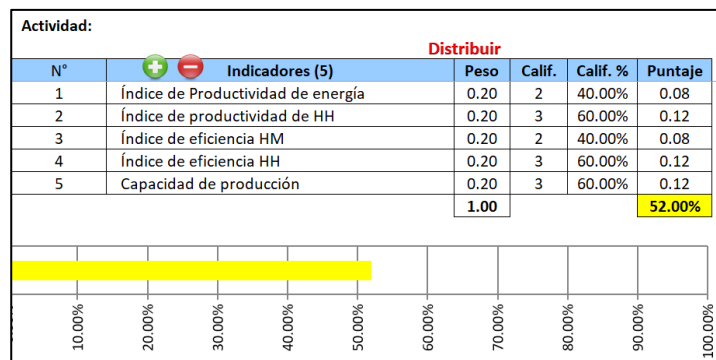 Actividad:
Distribuir
N° Indicadores (5) Peso Calif. Calif. % Puntaje
1 Índice de Productividad de energía 0.20 2 40.00% 0.08
2 Índice de productividad de HH 0.20 3 60.00% 0.12
3 Índice de eficiencia HM 0.20 2 40.00% 0.08
4 Índice de eficiencia HH 0.20 3 60.00% 0.12
5 Capacidad de producción 0.20 3 60.00% 0.12
1.00 52.00%
10.00% 20.00% 30.00% 40.00% 50.00% 60.00% 70.00% 80.00% 90.00% 100.00%